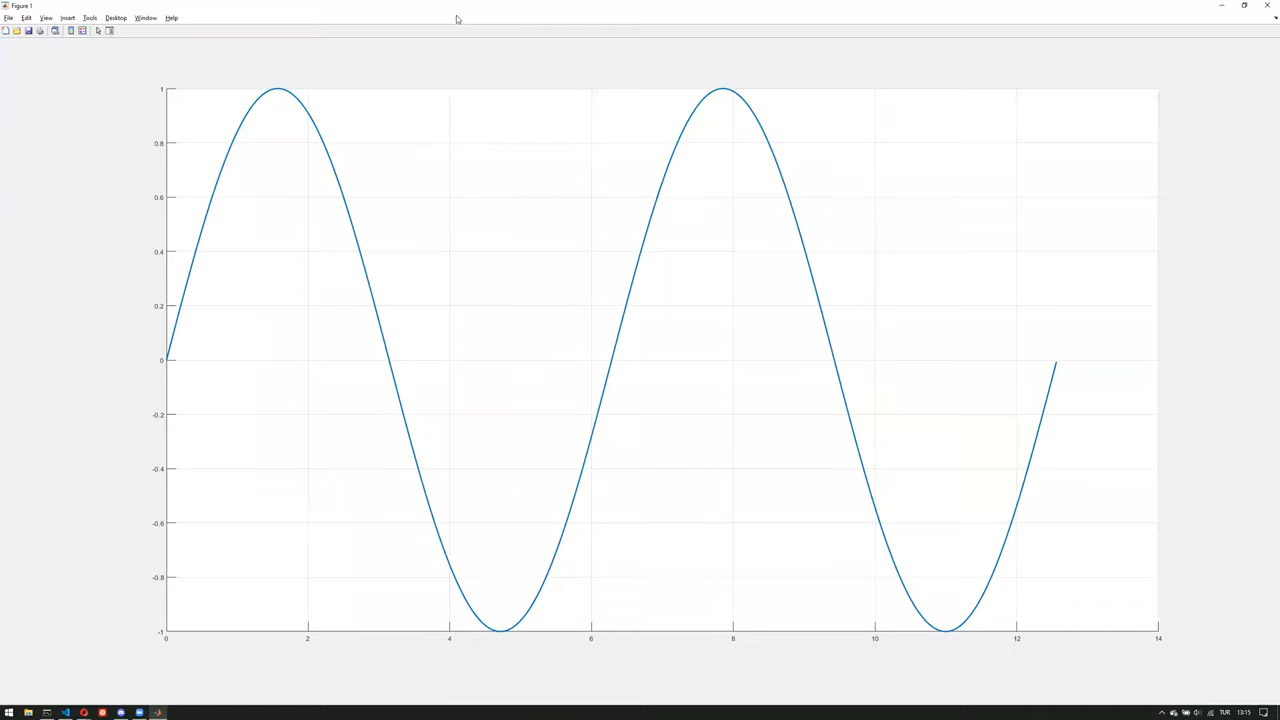 Figure 1
File Edit View Insert Tools Desktop Window Help
1
0.8
0.6
0.4
0.2
0
-0.2
-0.4
-0.6
-0.8
-1
0 2 4 6 8 10 12 14
TUR 13:15